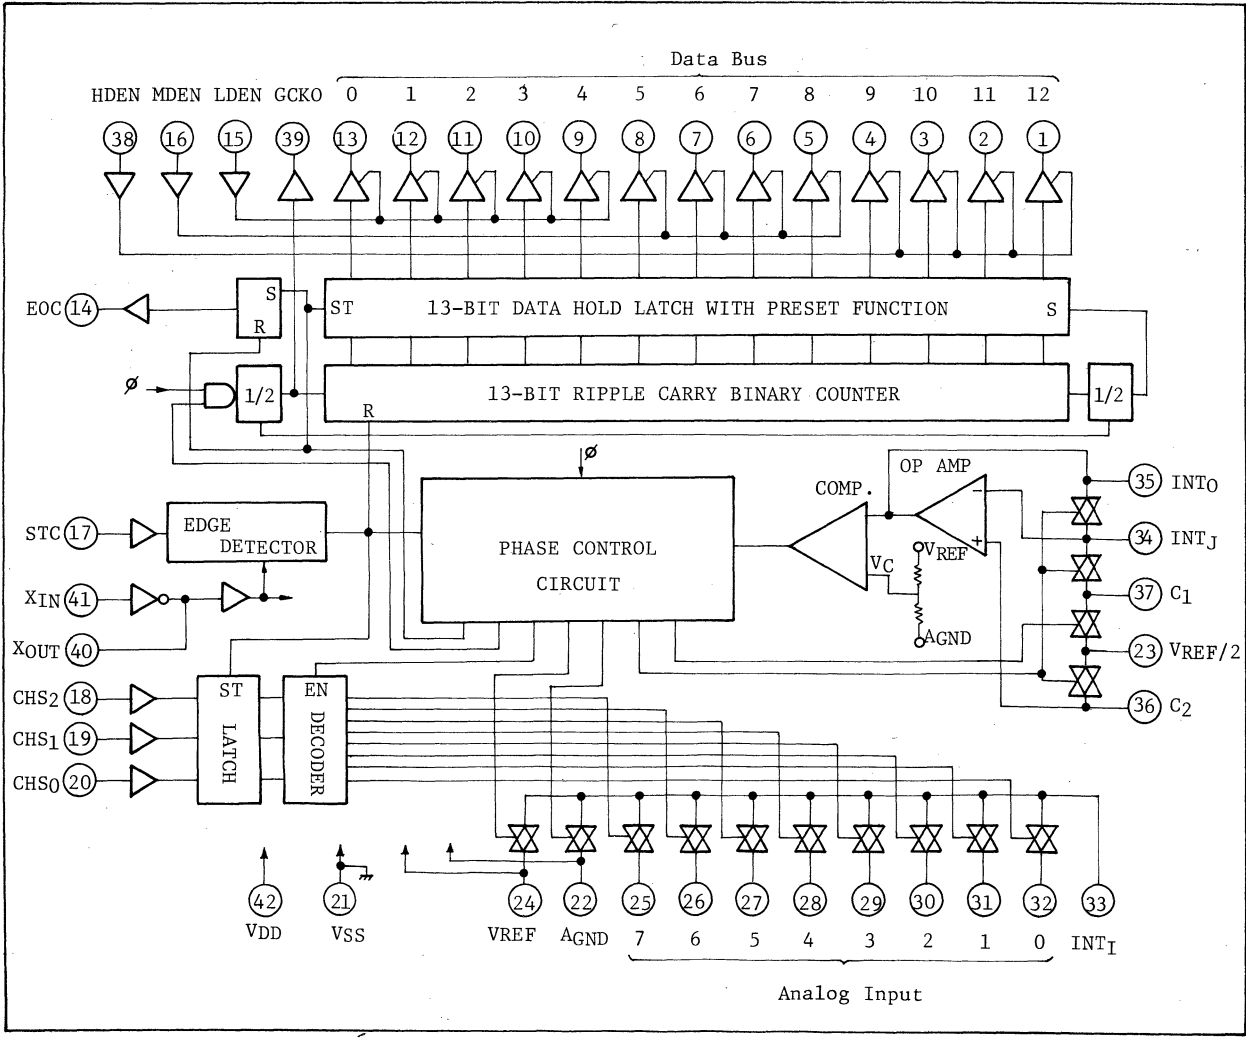 Data Bus
HDEN MDEN LDEN GCKO 0 1 2 3 4 5 6 7 8 9 10 11 12
38 16 15 39 13 12 11 10 9 8 7 6 5 4 3 2 1
EOC 14
S
R
ST 13-BIT DATA HOLD LATCH WITH PRESET FUNCTION S
ø
1/2
13-BIT RIPPLE CARRY BINARY COUNTER
R
1/2
ø
OP AMP
COMP.
35 INTO
STC 17
EDGE
DETECTOR
PHASE CONTROL
CIRCUIT
-
+
34 INTJ
VREF
VC
XIN 41
37 C1
AGND
XOUT 40
23 VREF/2
CHS2 18
ST
LATCH
EN
DECODER
36 C2
CHS1 19
CHS0 20
42 21 24 22 25 26 27 28 29 30 31 32 33
VDD VSS VREF AGND 7 6 5 4 3 2 1 0 INTI
Analog Input